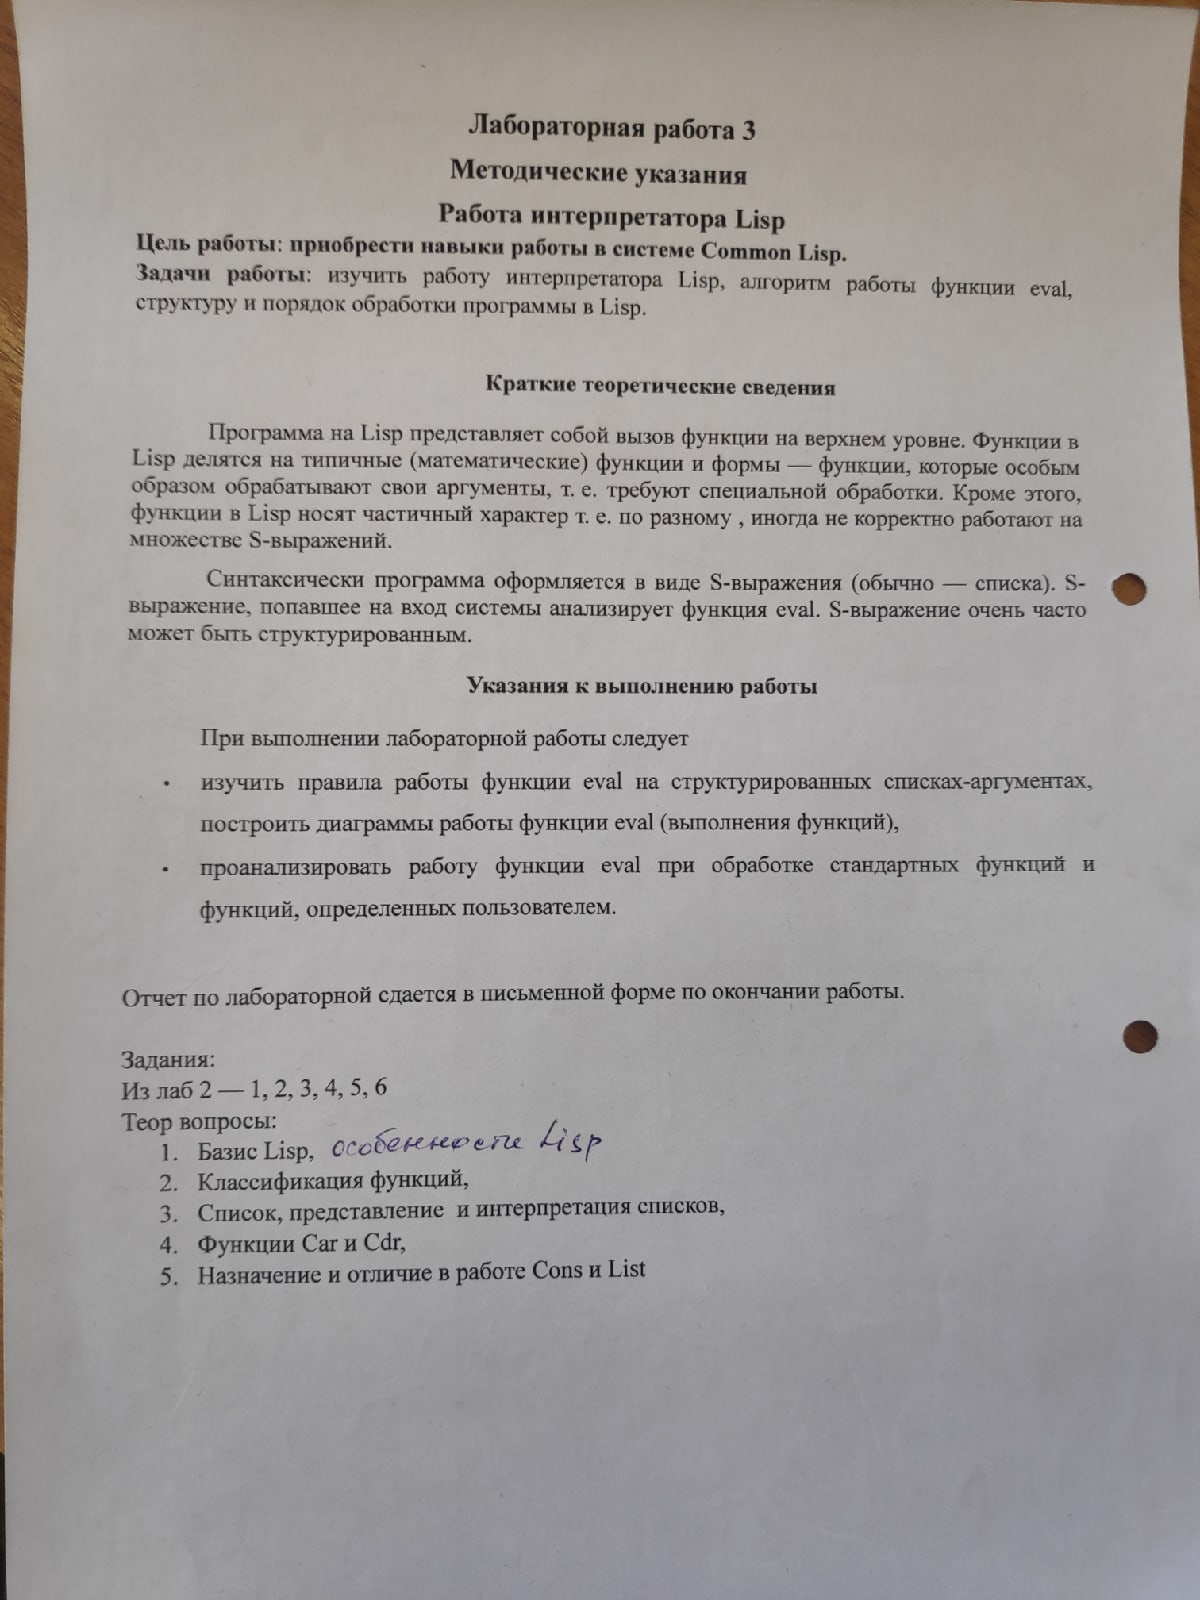 Лабораторная работа 3
Методические указания
Работа интерпретатора Lisp
Цель работы: приобрести навыки работы в системе Common Lisp.
Задачи работы: изучить работу интерпретатора Lisp, алгоритм работы функции eval,
структуру и порядок обработки программы в Lisp.
Краткие теоретические сведения
Программа на Lisp представляет собой вызов функции на верхнем уровне. Функции в
Lisp делятся на типичные (математические) функции и формы — функции, которые особым
образом обрабатывают свои аргументы, т. е. требуют специальной обработки. Кроме этого,
функции в Lisp носят частичный характер т. е. по разному , иногда не корректно работают на
множестве S-выражений.
Синтаксически программа оформляется в виде S-выражения (обычно — списка). S-
выражение, попавшее на вход системы анализирует функция eval. S-выражение очень часто
может быть структурированным.
Указания к выполнению работы
При выполнении лабораторной работы следует
• изучить правила работы функции eval на структурированных списках-аргументах,
построить диаграммы работы функции eval (выполнения функций),
• проанализировать работу функции eval при обработке стандартных функций и
функций, определенных пользователем.
Отчет по лабораторной сдается в письменной форме по окончании работы.
Задания:
Из лаб 2 — 1, 2, 3, 4, 5, 6
Теор вопросы:
1. Базис Lisp, особенности Lisp
2. Классификация функций,
3. Список, представление и интерпретация списков,
4. Функции Car и Cdr,
5. Назначение и отличие в работе Cons и List